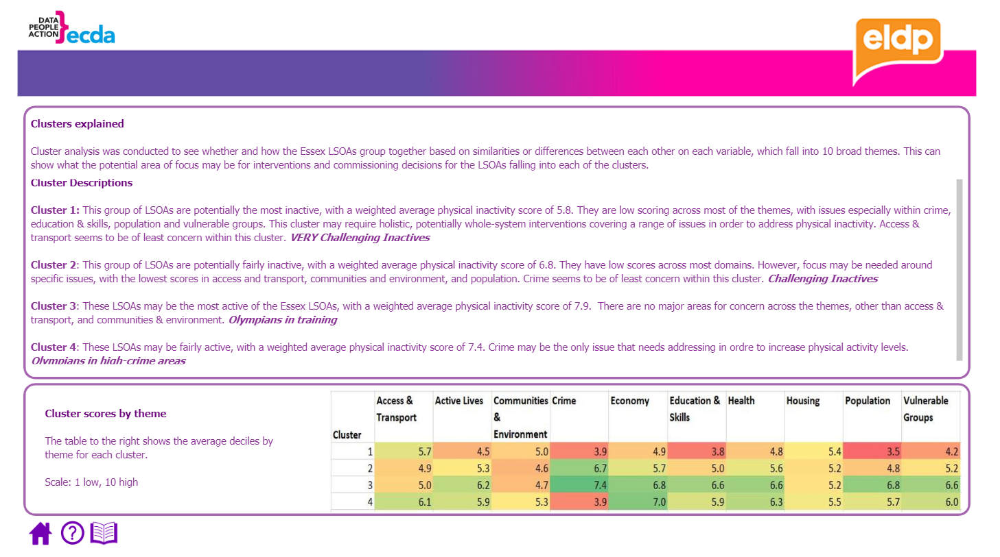 DATA
PEOPLE
ACTION
ecda
eldp
Clusters explained
Cluster analysis was conducted to see whether and how the Essex LSOAs group together based on similarities or differences between each other on each variable, which fall into 10 broad themes. This can
show what the potential area of focus may be for interventions and commissioning decisions for the LSOAs falling into each of the clusters.
Cluster Descriptions
Cluster 1: This group of LSOAs are potentially the most inactive, with a weighted average physical inactivity score of 5.8. They are low scoring across most of the themes, with issues especially within crime,
education & skills, population and vulnerable groups. This cluster may require holistic, potentially whole-system interventions covering a range of issues in order to address physical inactivity. Access &
transport seems to be of least concern within this cluster. VERY Challenging Inactives
Cluster 2: This group of LSOAs are potentially fairly inactive, with a weighted average physical inactivity score of 6.8. They have low scores across most domains. However, focus may be needed around
specific issues, with the lowest scores in access and transport, communities and environment, and population. Crime seems to be of least concern within this cluster. Challenging Inactives
Cluster 3: These LSOAs may be the most active of the Essex LSOAs, with a weighted average physical inactivity score of 7.9. There are no major areas for concern across the themes, other than access &
transport, and communities & environment. Olympians in training
Cluster 4: These LSOAs may be fairly active, with a weighted average physical inactivity score of 7.4. Crime may be the only issue that needs addressing in ordre to increase physical activity levels.
Olympians in high-crime areas
Cluster scores by theme
The table to the right shows the average deciles by
theme for each cluster.
Scale: 1 low, 10 high
Cluster Access & Transport Active Lives Communities & Environment Crime Economy Education & Skills Health Housing Population Vulnerable Groups
1 5.7 4.5 5.0 3.9 4.9 3.8 4.8 5.4 3.5 4.2
2 4.9 5.3 4.6 6.7 5.7 5.0 5.6 5.2 4.8 5.2
3 5.0 6.2 4.7 7.4 6.8 6.6 6.6 5.2 6.8 6.6
4 6.1 5.9 5.3 3.9 7.0 5.9 6.3 5.5 5.7 6.0
?